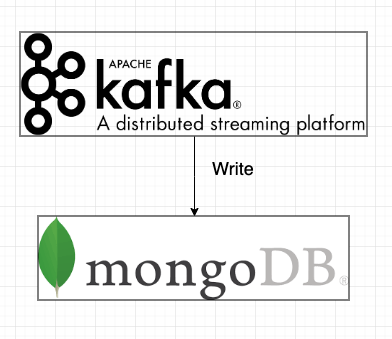 APACHE
kafka®
A distributed streaming platform
Write
mongoDB®